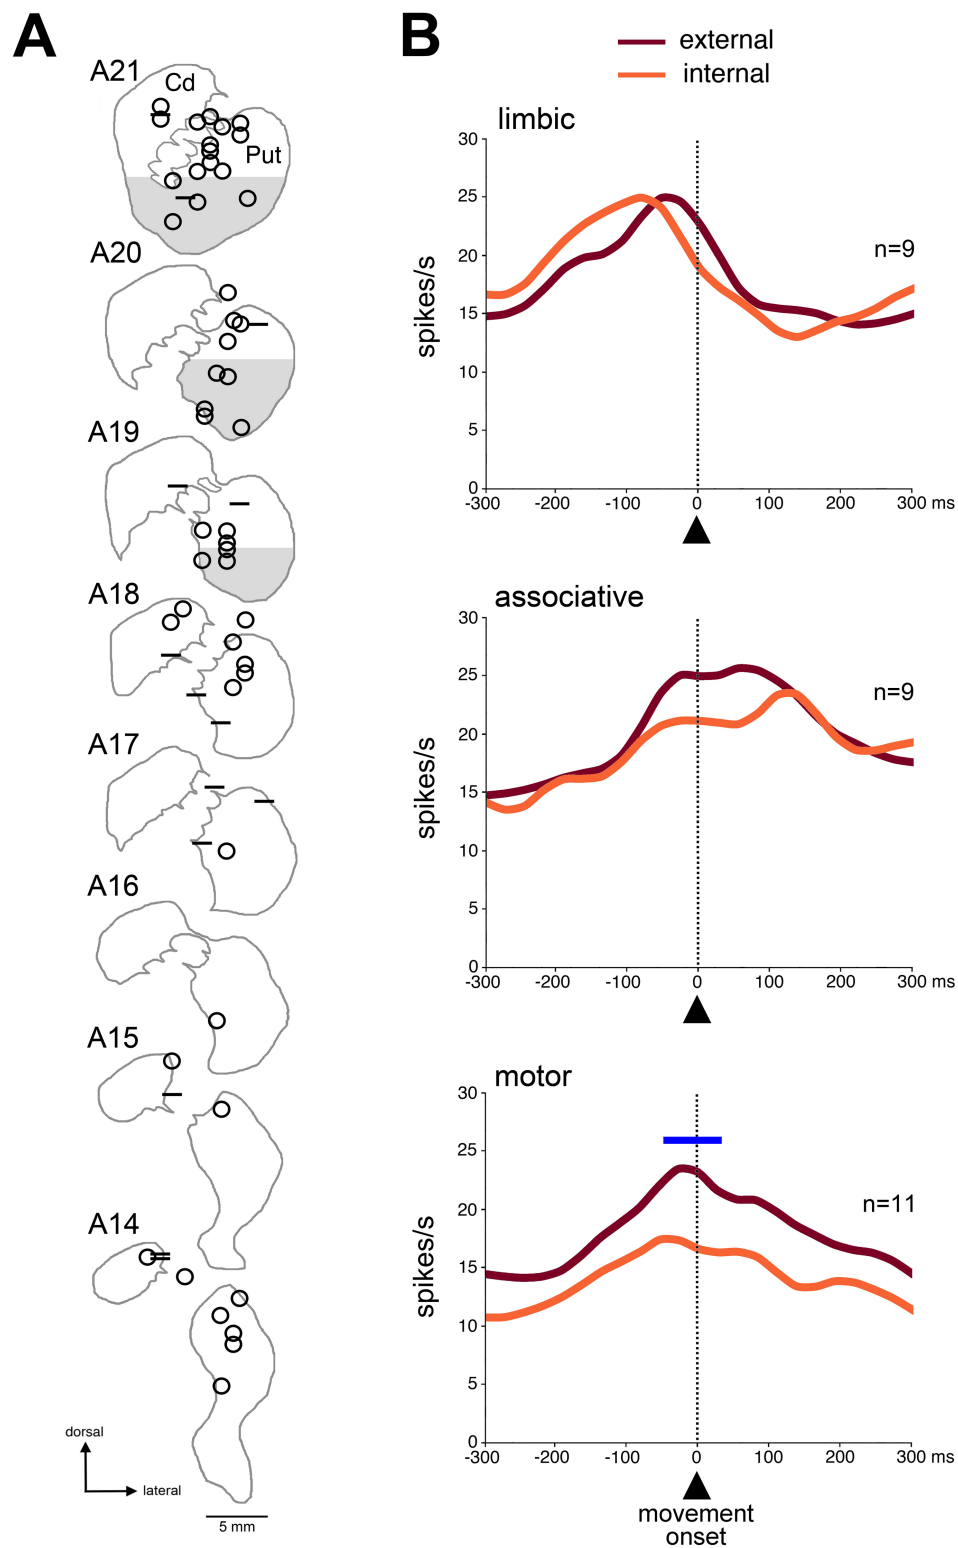 A
A21
Cd
Put
A20
A19
A18
A17
A16
A15
A14
dorsal
lateral
5 mm
B
external
internal
limbic
30
25
20
15
10
5
0
spikes/s
n=9
-300 -200 -100 0 100 200 300 ms
associative
30
25
20
15
10
5
0
spikes/s
n=9
-300 -200 -100 0 100 200 300 ms
motor
30
25
20
15
10
5
0
spikes/s
n=11
-300 -200 -100 0 100 200 300 ms
movement
onset